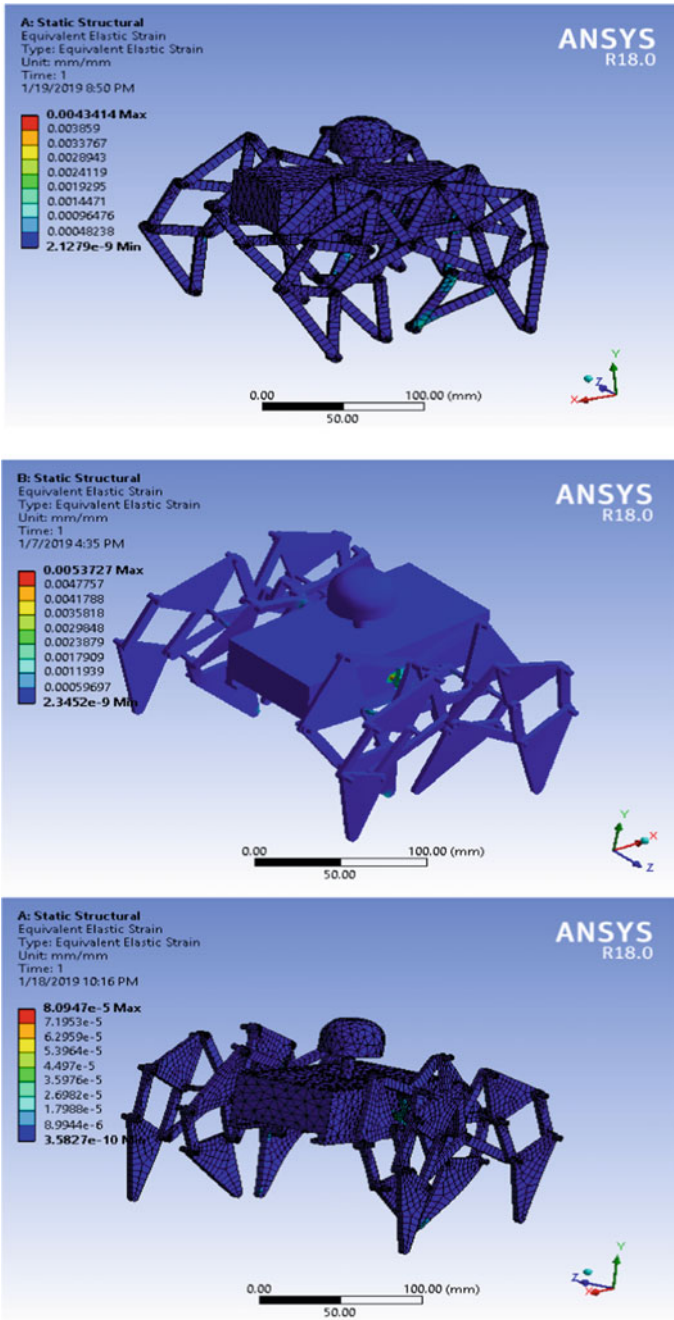 A: Static Structural
Equivalent Elastic Strain
Type: Equivalent Elastic Strain
Unit: mm/mm
Time: 1
1/19/2019 8:50 PM
ANSYS
R18.0
0.0043414 Max
0.003859
0.0033767
0.0028943
0.0024119
0.0019295
0.0014471
0.00096476
0.00048238
2.1279e-9 Min
Y
Z
X
0.00
100.00 (mm)
50.00
B: Static Structural
Equivalent Elastic Strain
Type: Equivalent Elastic Strain
Unit: mm/mm
Time: 1
1/7/2019 4:35 PM
ANSYS
R18.0
0.0053727 Max
0.0047757
0.0041788
0.0035818
0.0029848
0.0023879
0.0017909
0.0011939
0.00059697
2.3452e-9 Min
Y
X
Z
0.00
100.00 (mm)
50.00
A: Static Structural
Equivalent Elastic Strain
Type: Equivalent Elastic Strain
Unit: mm/mm
Time: 1
1/18/2019 10:16 PM
ANSYS
R18.0
8.0947e-5 Max
7.1953e-5
6.2959e-5
5.3964e-5
4.497e-5
3.5976e-5
2.6982e-5
1.7988e-5
8.9944e-6
3.5827e-10 Min
Y
Z
X
0.00
100.00 (mm)
50.00